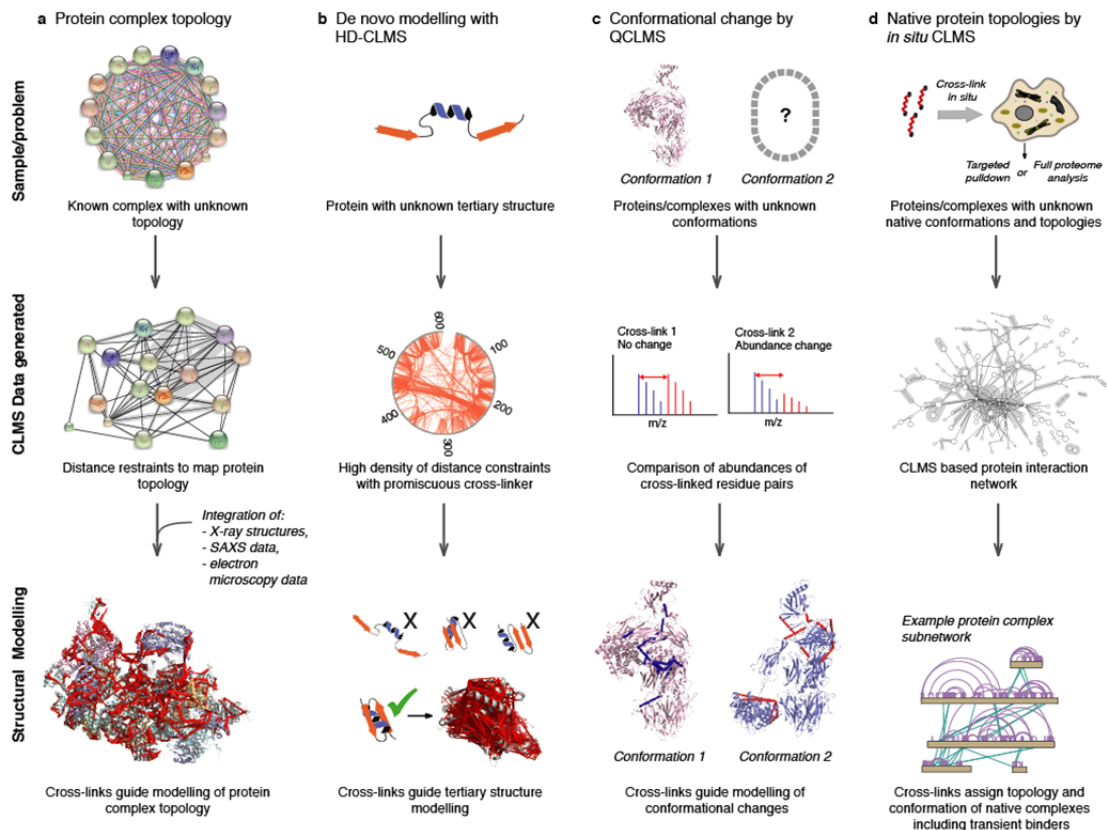 a Protein complex topology
b De novo modelling with
HD-CLMS
c Conformational change by
QCLMS
d Native protein topologies by
in situ CLMS
Sample/problem
Known complex with unknown
topology
Protein with unknown tertiary structure
?
Conformation 1
Conformation 2
Proteins/complexes with unknown
conformations
Cross-link
in situ
Targeted
pulldown
or
Full proteome
analysis
Proteins/complexes with unknown
native conformations and topologies
CLMS Data generated
Distance restraints to map protein
topology
600
100
200
300
400
500
High density of distance constraints
with promiscuous cross-linker
Cross-link 1
No change
m/z
Cross-link 2
Abundance change
m/z
Comparison of abundances of
cross-linked residue pairs
CLMS based protein interaction
network
Integration of:
- X-ray structures,
- SAXS data,
- electron
microscopy data
Structural Modelling
Cross-links guide modelling of protein
complex topology
X
X
X
Cross-links guide tertiary structure
modelling
Conformation 1
Conformation 2
Cross-links guide modelling of
conformational changes
Example protein complex
subnetwork
Cross-links assign topology and
conformation of native complexes
including transient binders